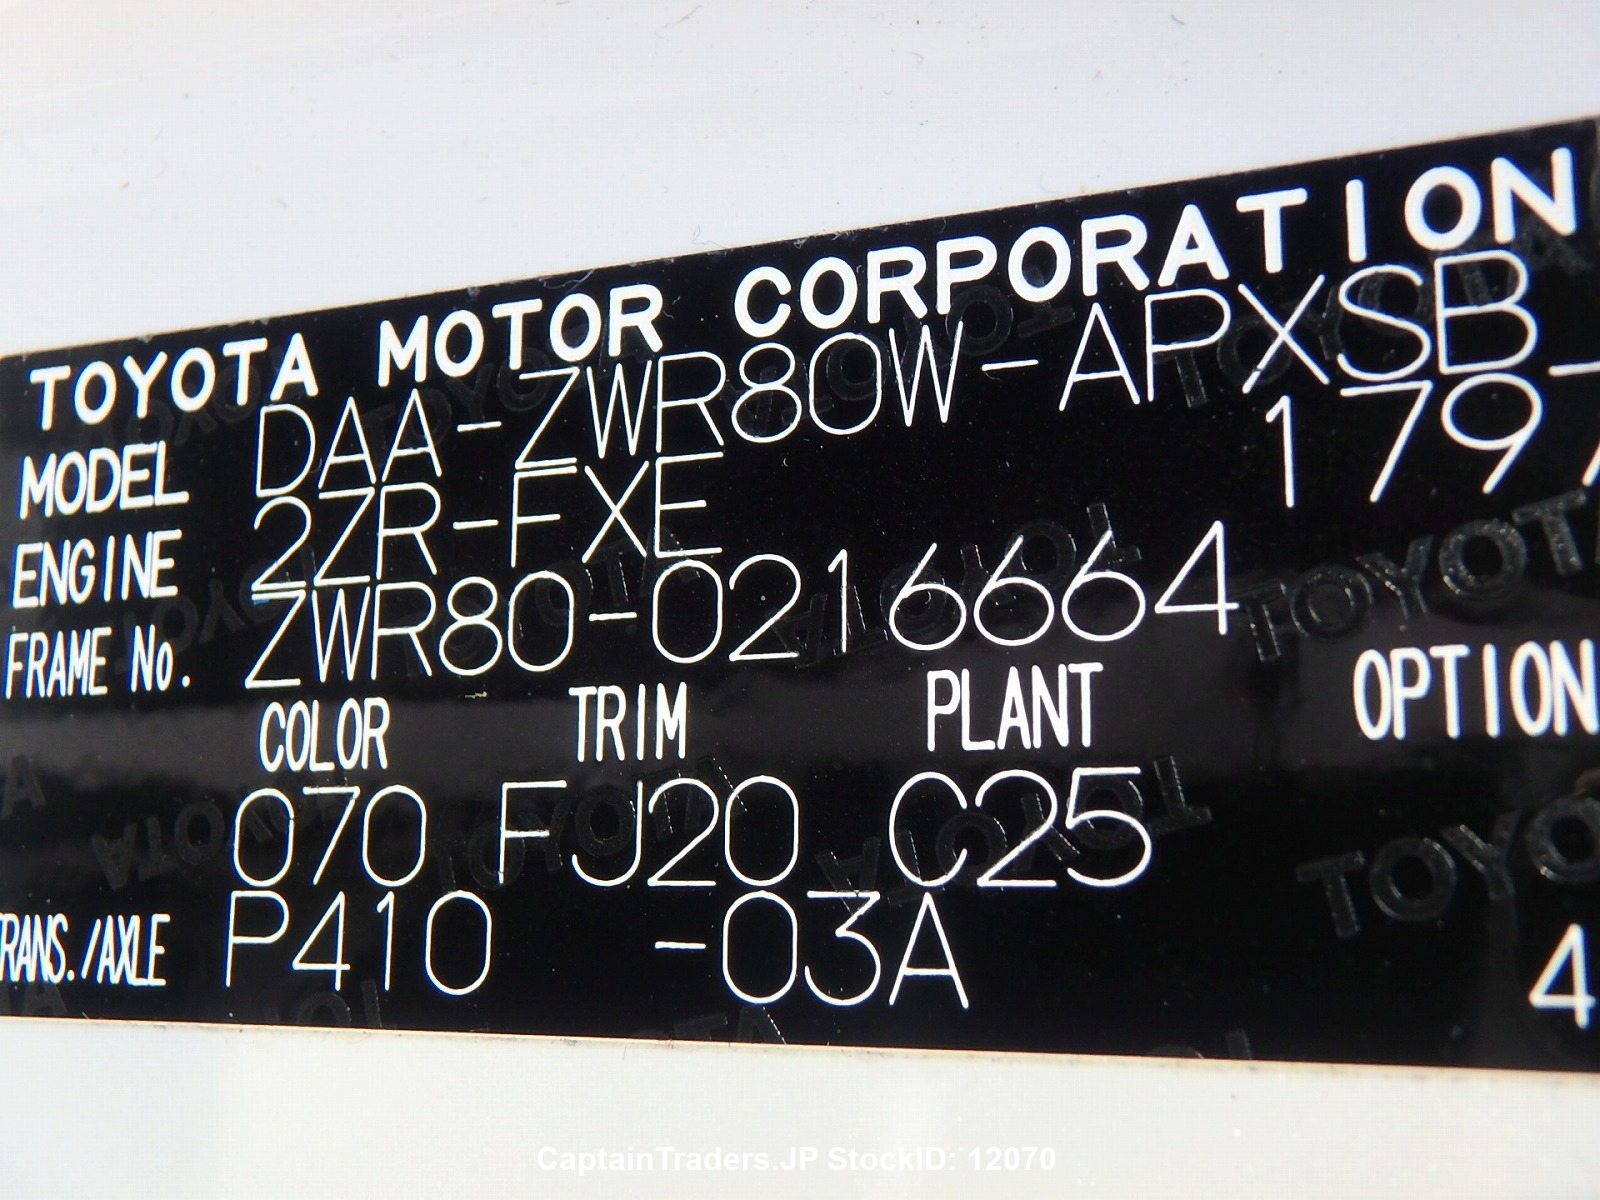 TOYOTA MOTOR CORPORATION
MODEL DAA-ZWR80W-APXSB
ENGINE 2ZR-FXE 1797
FRAME No. ZWR80-0216664
COLOR TRIM PLANT OPTION
070 FJ20 C25
TRANS./AXLE P410 -03A 4
CaptainTraders.JP StockID: 12070